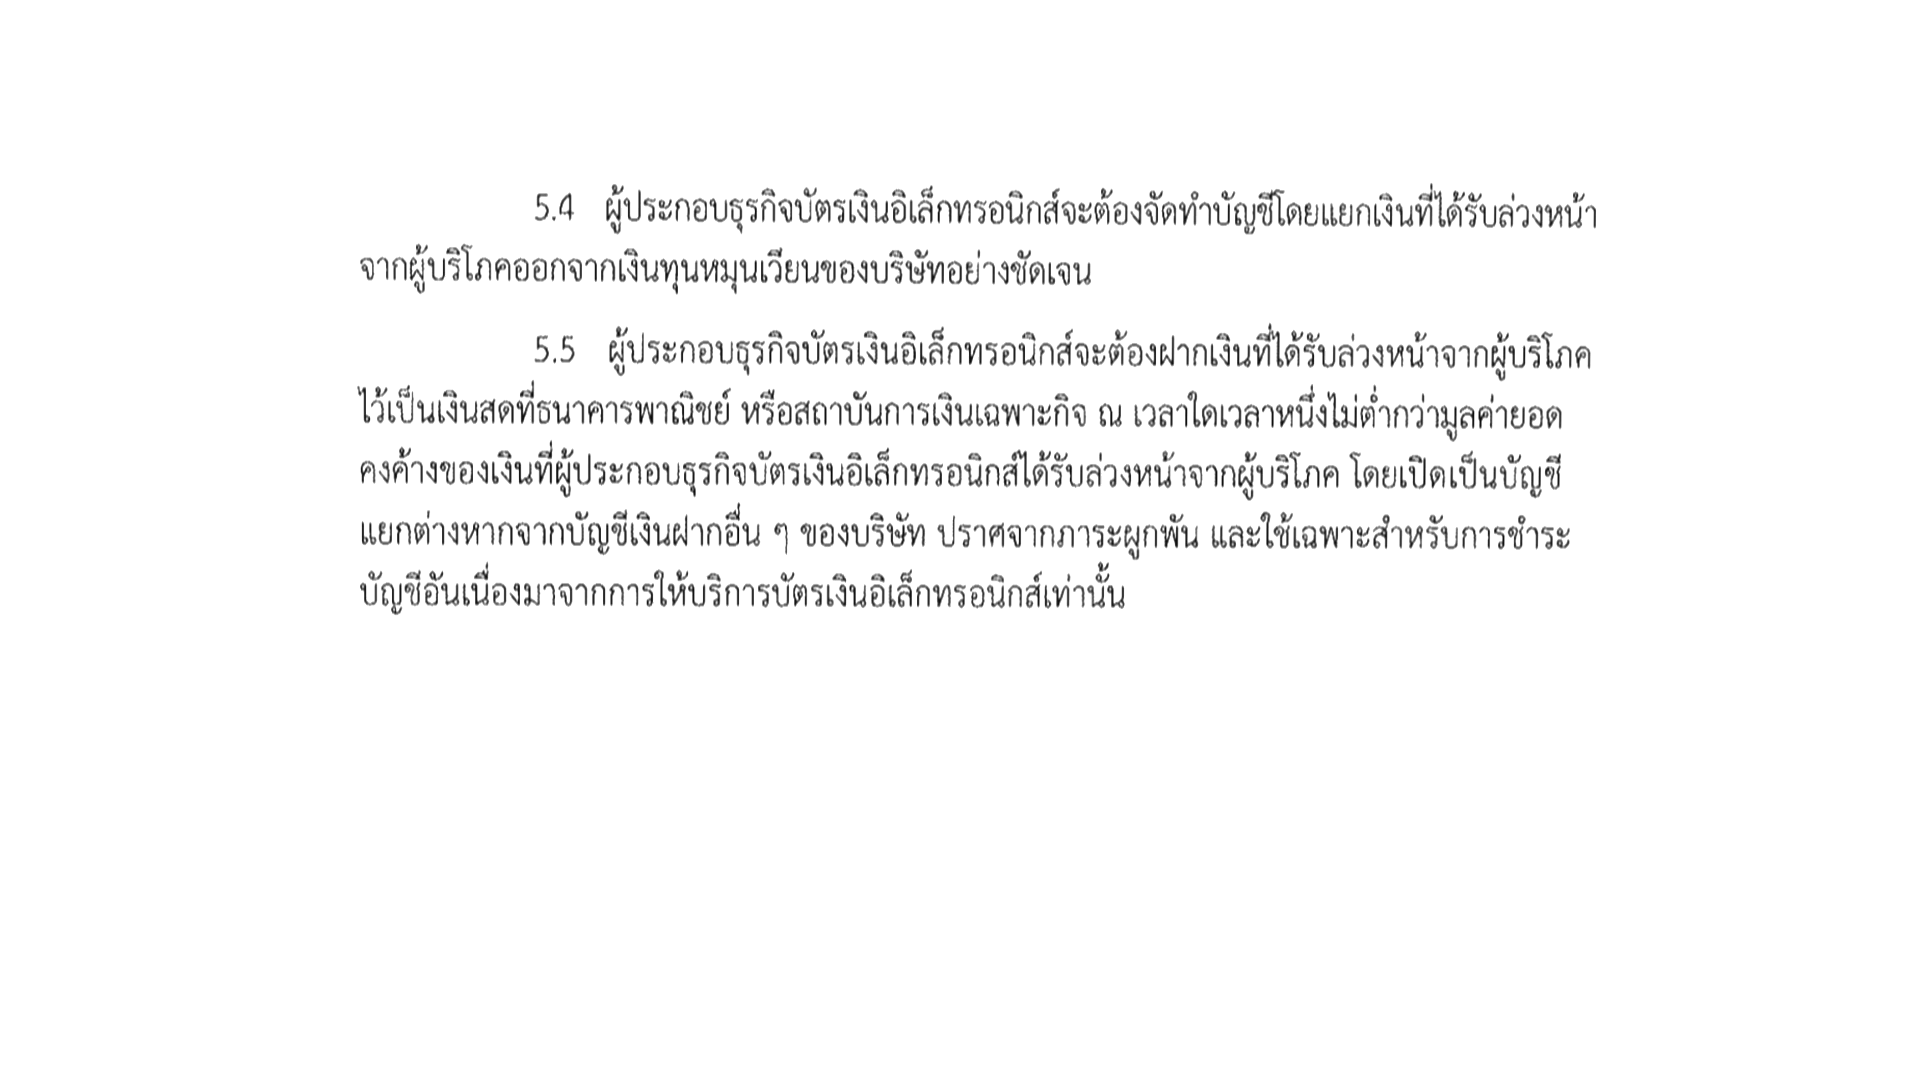 5.4 ผู้ประกอบธุรกิจบัตรเงินอิเล็กทรอนิกส์จะต้องจัดทำบัญชีโดยแยกเงินที่ได้รับล่วงหน้า
จากผู้บริโภคออกจากเงินทุนหมุนเวียนของบริษัทอย่างชัดเจน
5.5 ผู้ประกอบธุรกิจบัตรเงินอิเล็กทรอนิกส์จะต้องฝากเงินที่ได้รับล่วงหน้าจากผู้บริโภค
ไว้เป็นเงินสดที่ธนาคารพาณิชย์ หรือสถาบันการเงินเฉพาะกิจ ณ เวลาใดเวลาหนึ่งไม่ต่ำกว่ามูลค่ายอด
คงค้างของเงินที่ผู้ประกอบธุรกิจบัตรเงินอิเล็กทรอนิกส์ได้รับล่วงหน้าจากผู้บริโภค โดยเปิดเป็นบัญชี
แยกต่างหากจากบัญชีเงินฝากอื่น ๆ ของบริษัท ปราศจากภาระผูกพัน และใช้เฉพาะสำหรับการชำระ
บัญชีอันเนื่องมาจากการให้บริการบัตรเงินอิเล็กทรอนิกส์เท่านั้น